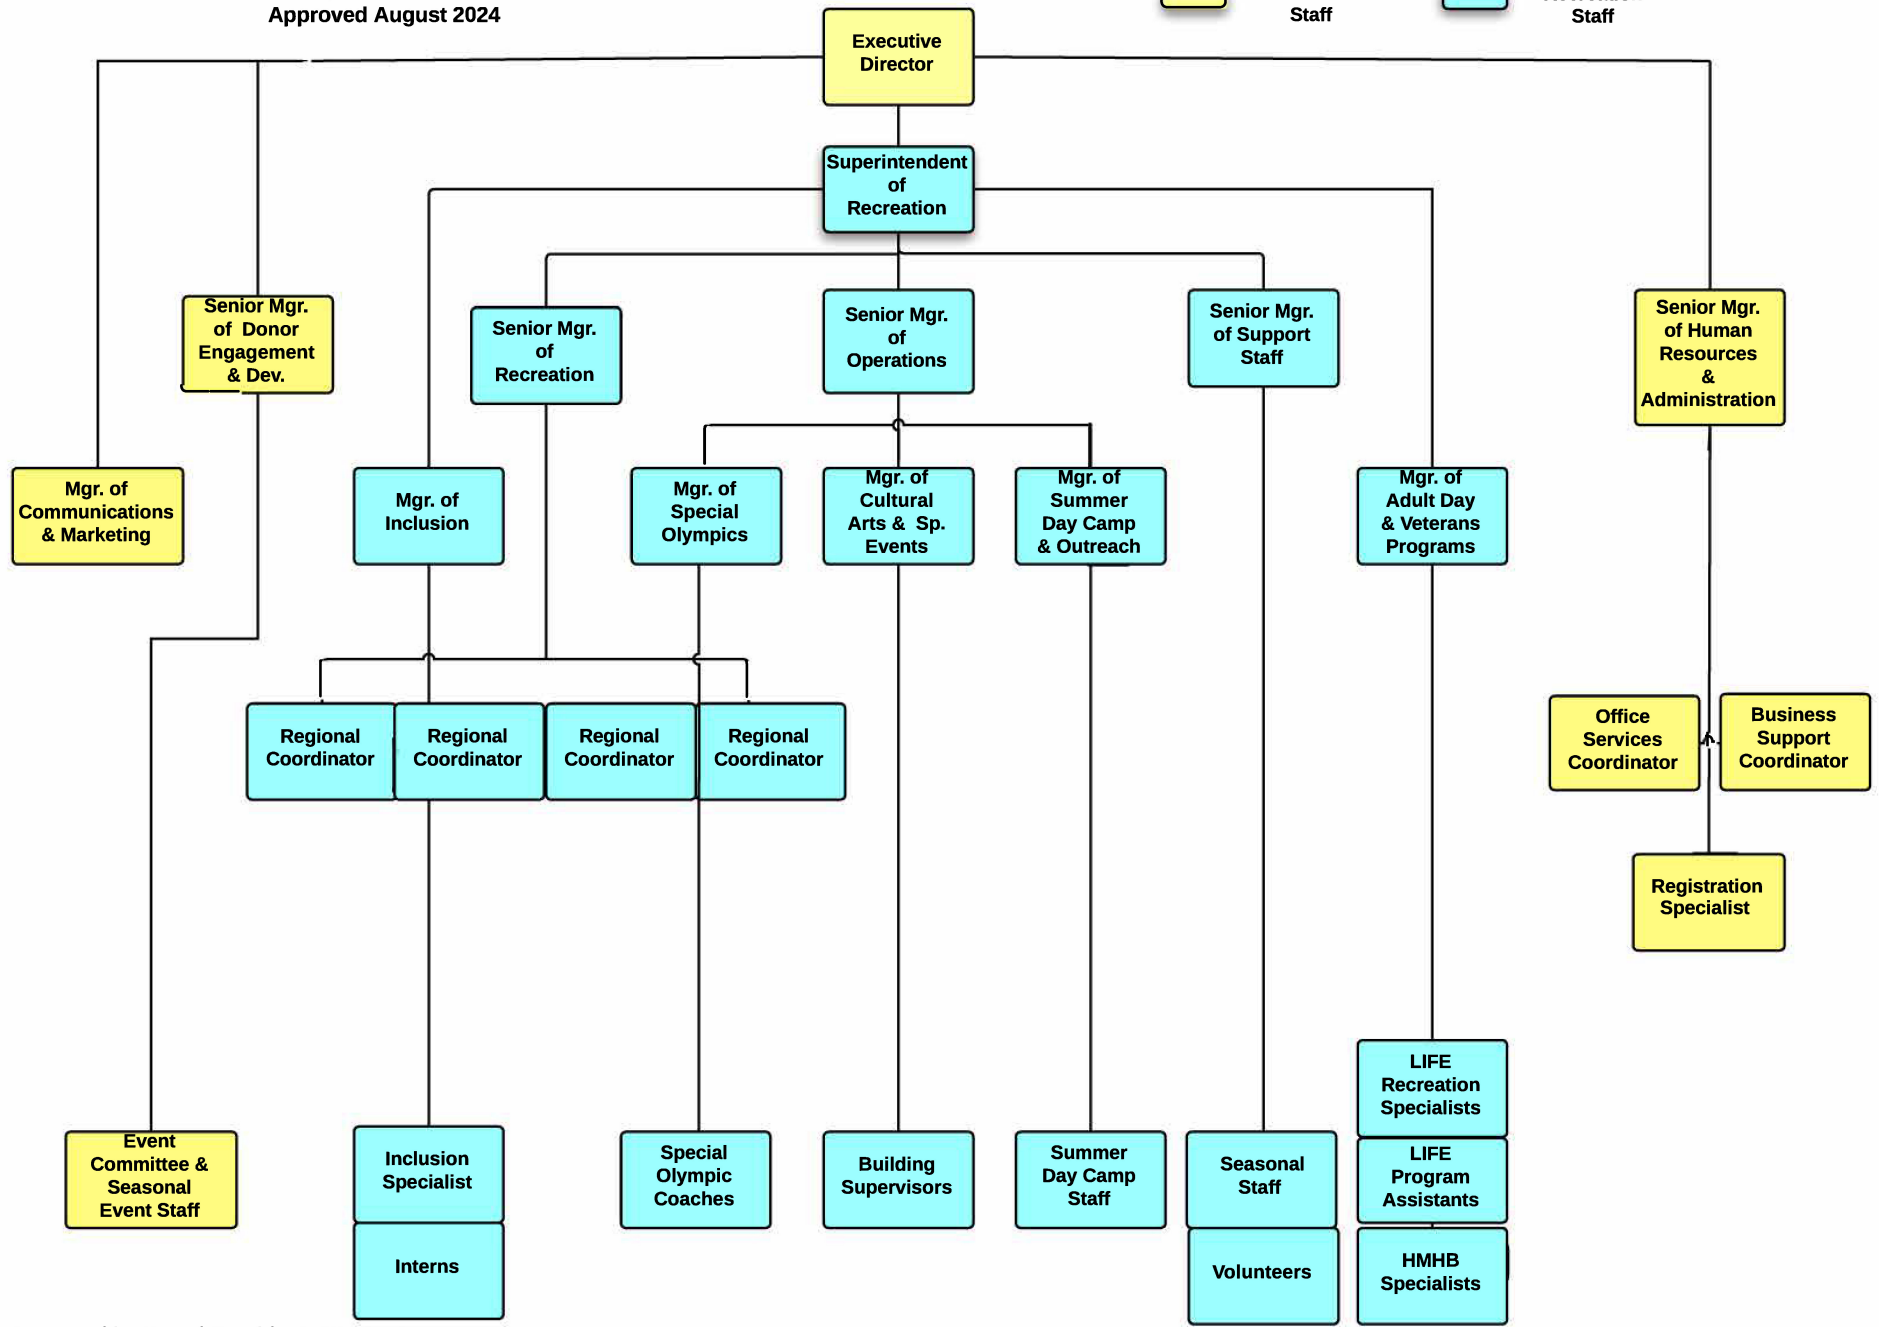 Approved August 2024
Staff
Staff
Executive
Director
Superintendent
of
Recreation
Senior Mgr.
of Donor
Engagement
& Dev.
Senior Mgr.
of
Recreation
Senior Mgr.
of
Operations
Senior Mgr.
of Support
Staff
Senior Mgr.
of Human
Resources
&
Administration
Mgr. of
Communications
& Marketing
Mgr. of
Inclusion
Mgr. of
Special
Olympics
Mgr. of
Cultural
Arts & Sp.
Events
Mgr. of
Summer
Day Camp
& Outreach
Mgr. of
Adult Day
& Veterans
Programs
Regional
Coordinator
Regional
Coordinator
Regional
Coordinator
Regional
Coordinator
Office
Services
Coordinator
Business
Support
Coordinator
Registration
Specialist
Event
Committee &
Seasonal
Event Staff
Inclusion
Specialist
Interns
Special
Olympic
Coaches
Building
Supervisors
Summer
Day Camp
Staff
Seasonal
Staff
Volunteers
LIFE
Recreation
Specialists
LIFE
Program
Assistants
HMHB
Specialists